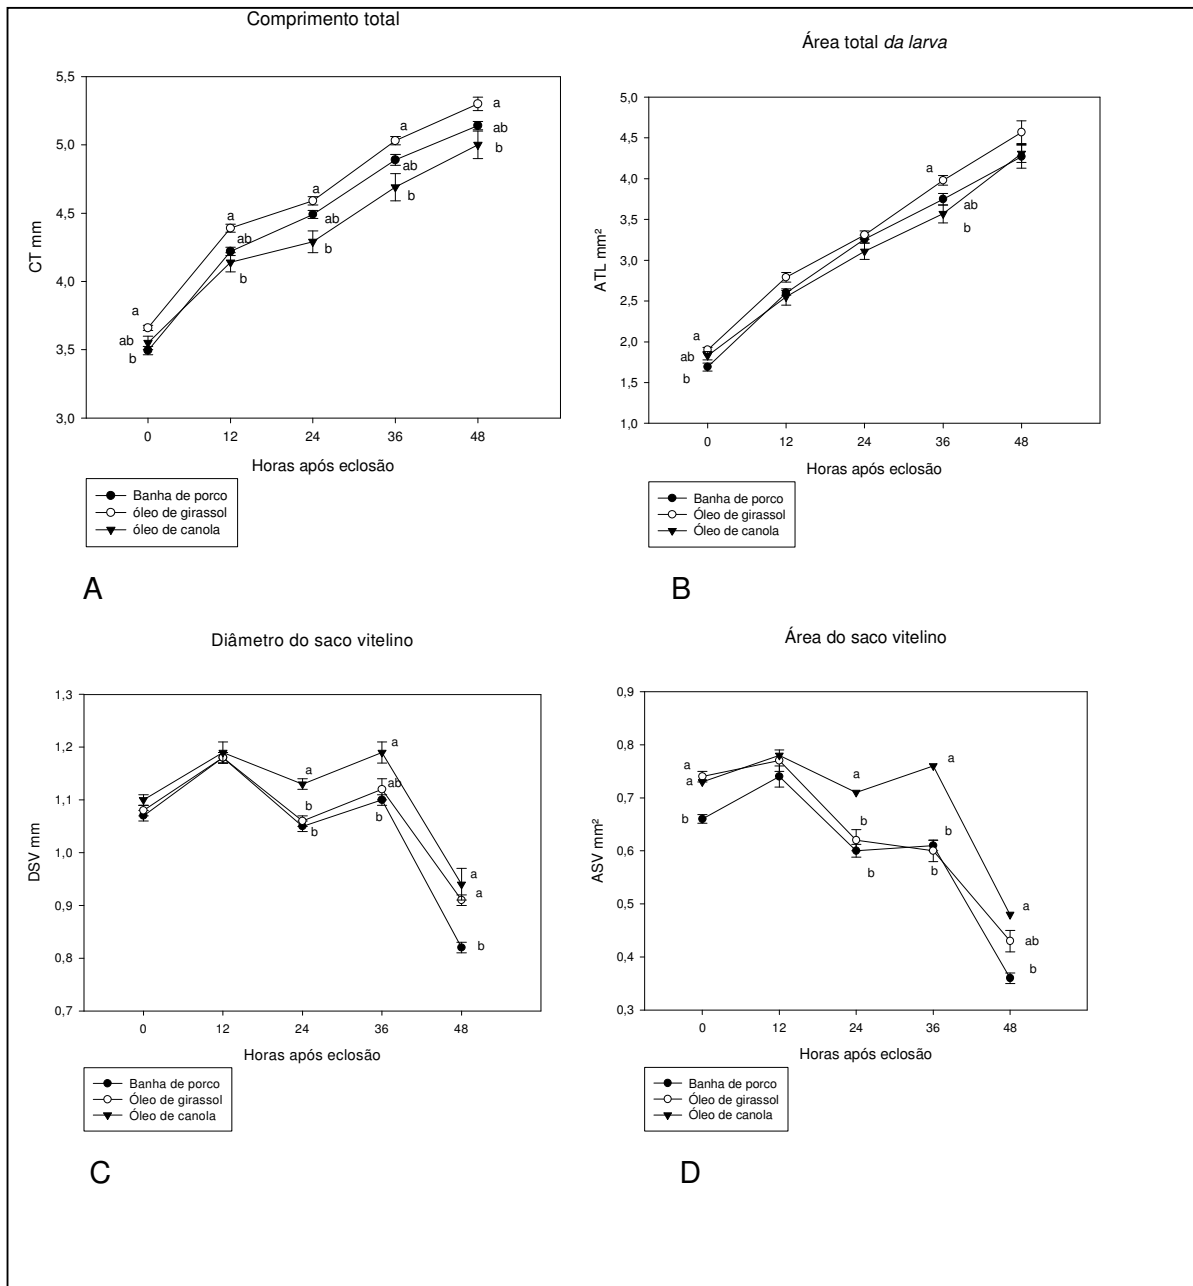 Comprimento total
CT mm
5,5
5,0
4,5
4,0
3,5
3,0
a
ab
b
a
ab
b
a
ab
b
a
ab
b
a
ab
b
0 12 24 36 48
Horas após eclosão
Banha de porco
óleo de girassol
óleo de canola
A
Área total da larva
ATL mm²
5,0
4,5
4,0
3,5
3,0
2,5
2,0
1,5
1,0
a
ab
b
a
ab
b
0 12 24 36 48
Horas após eclosão
Banha de porco
Óleo de girassol
Óleo de canola
B
Diâmetro do saco vitelino
DSV mm
1,3
1,2
1,1
1,0
0,9
0,8
0,7
a
b
b
a
ab
b
a
a
b
0 12 24 36 48
Horas após eclosão
Banha de porco
Óleo de girassol
Óleo de canola
C
Área do saco vitelino
ASV mm²
0,9
0,8
0,7
0,6
0,5
0,4
0,3
a
a
b
a
b
b
a
b
b
a
ab
b
0 12 24 36 48
Horas após eclosão
Banha de porco
Óleo de girassol
Óleo de canola
D